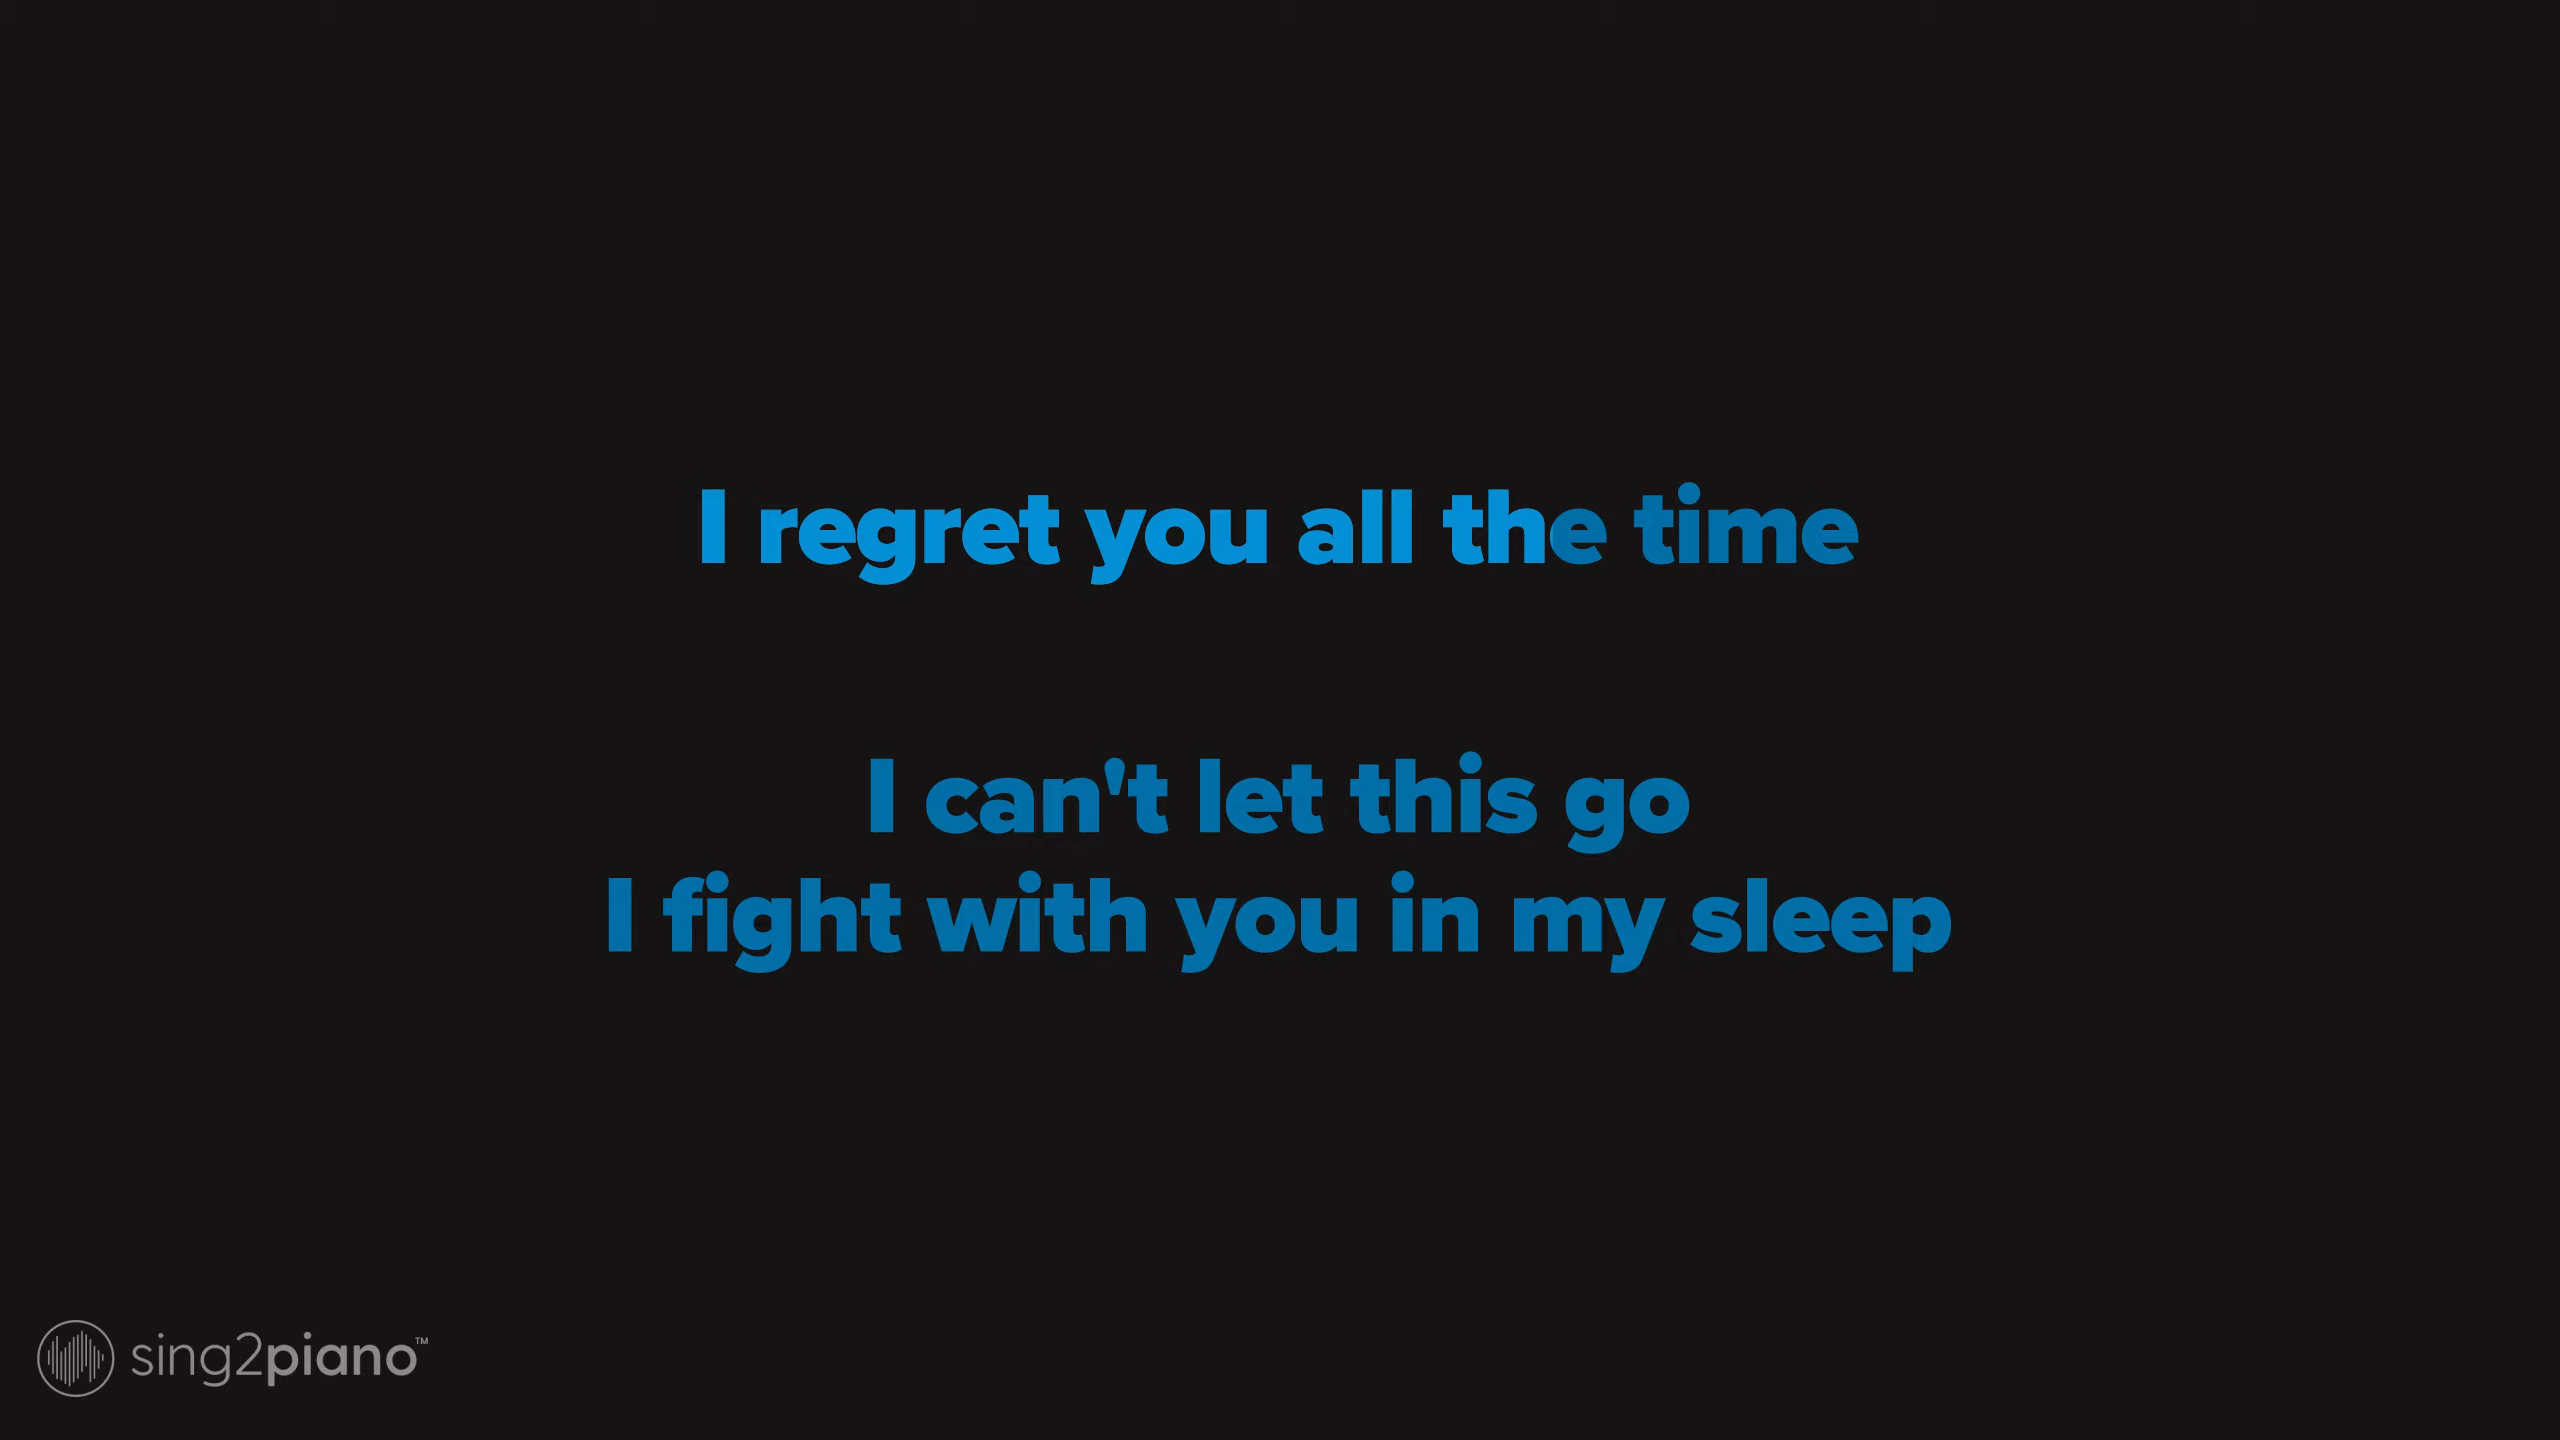 I regret you all the time
I can't let this go
I fight with you in my sleep
sing2piano™